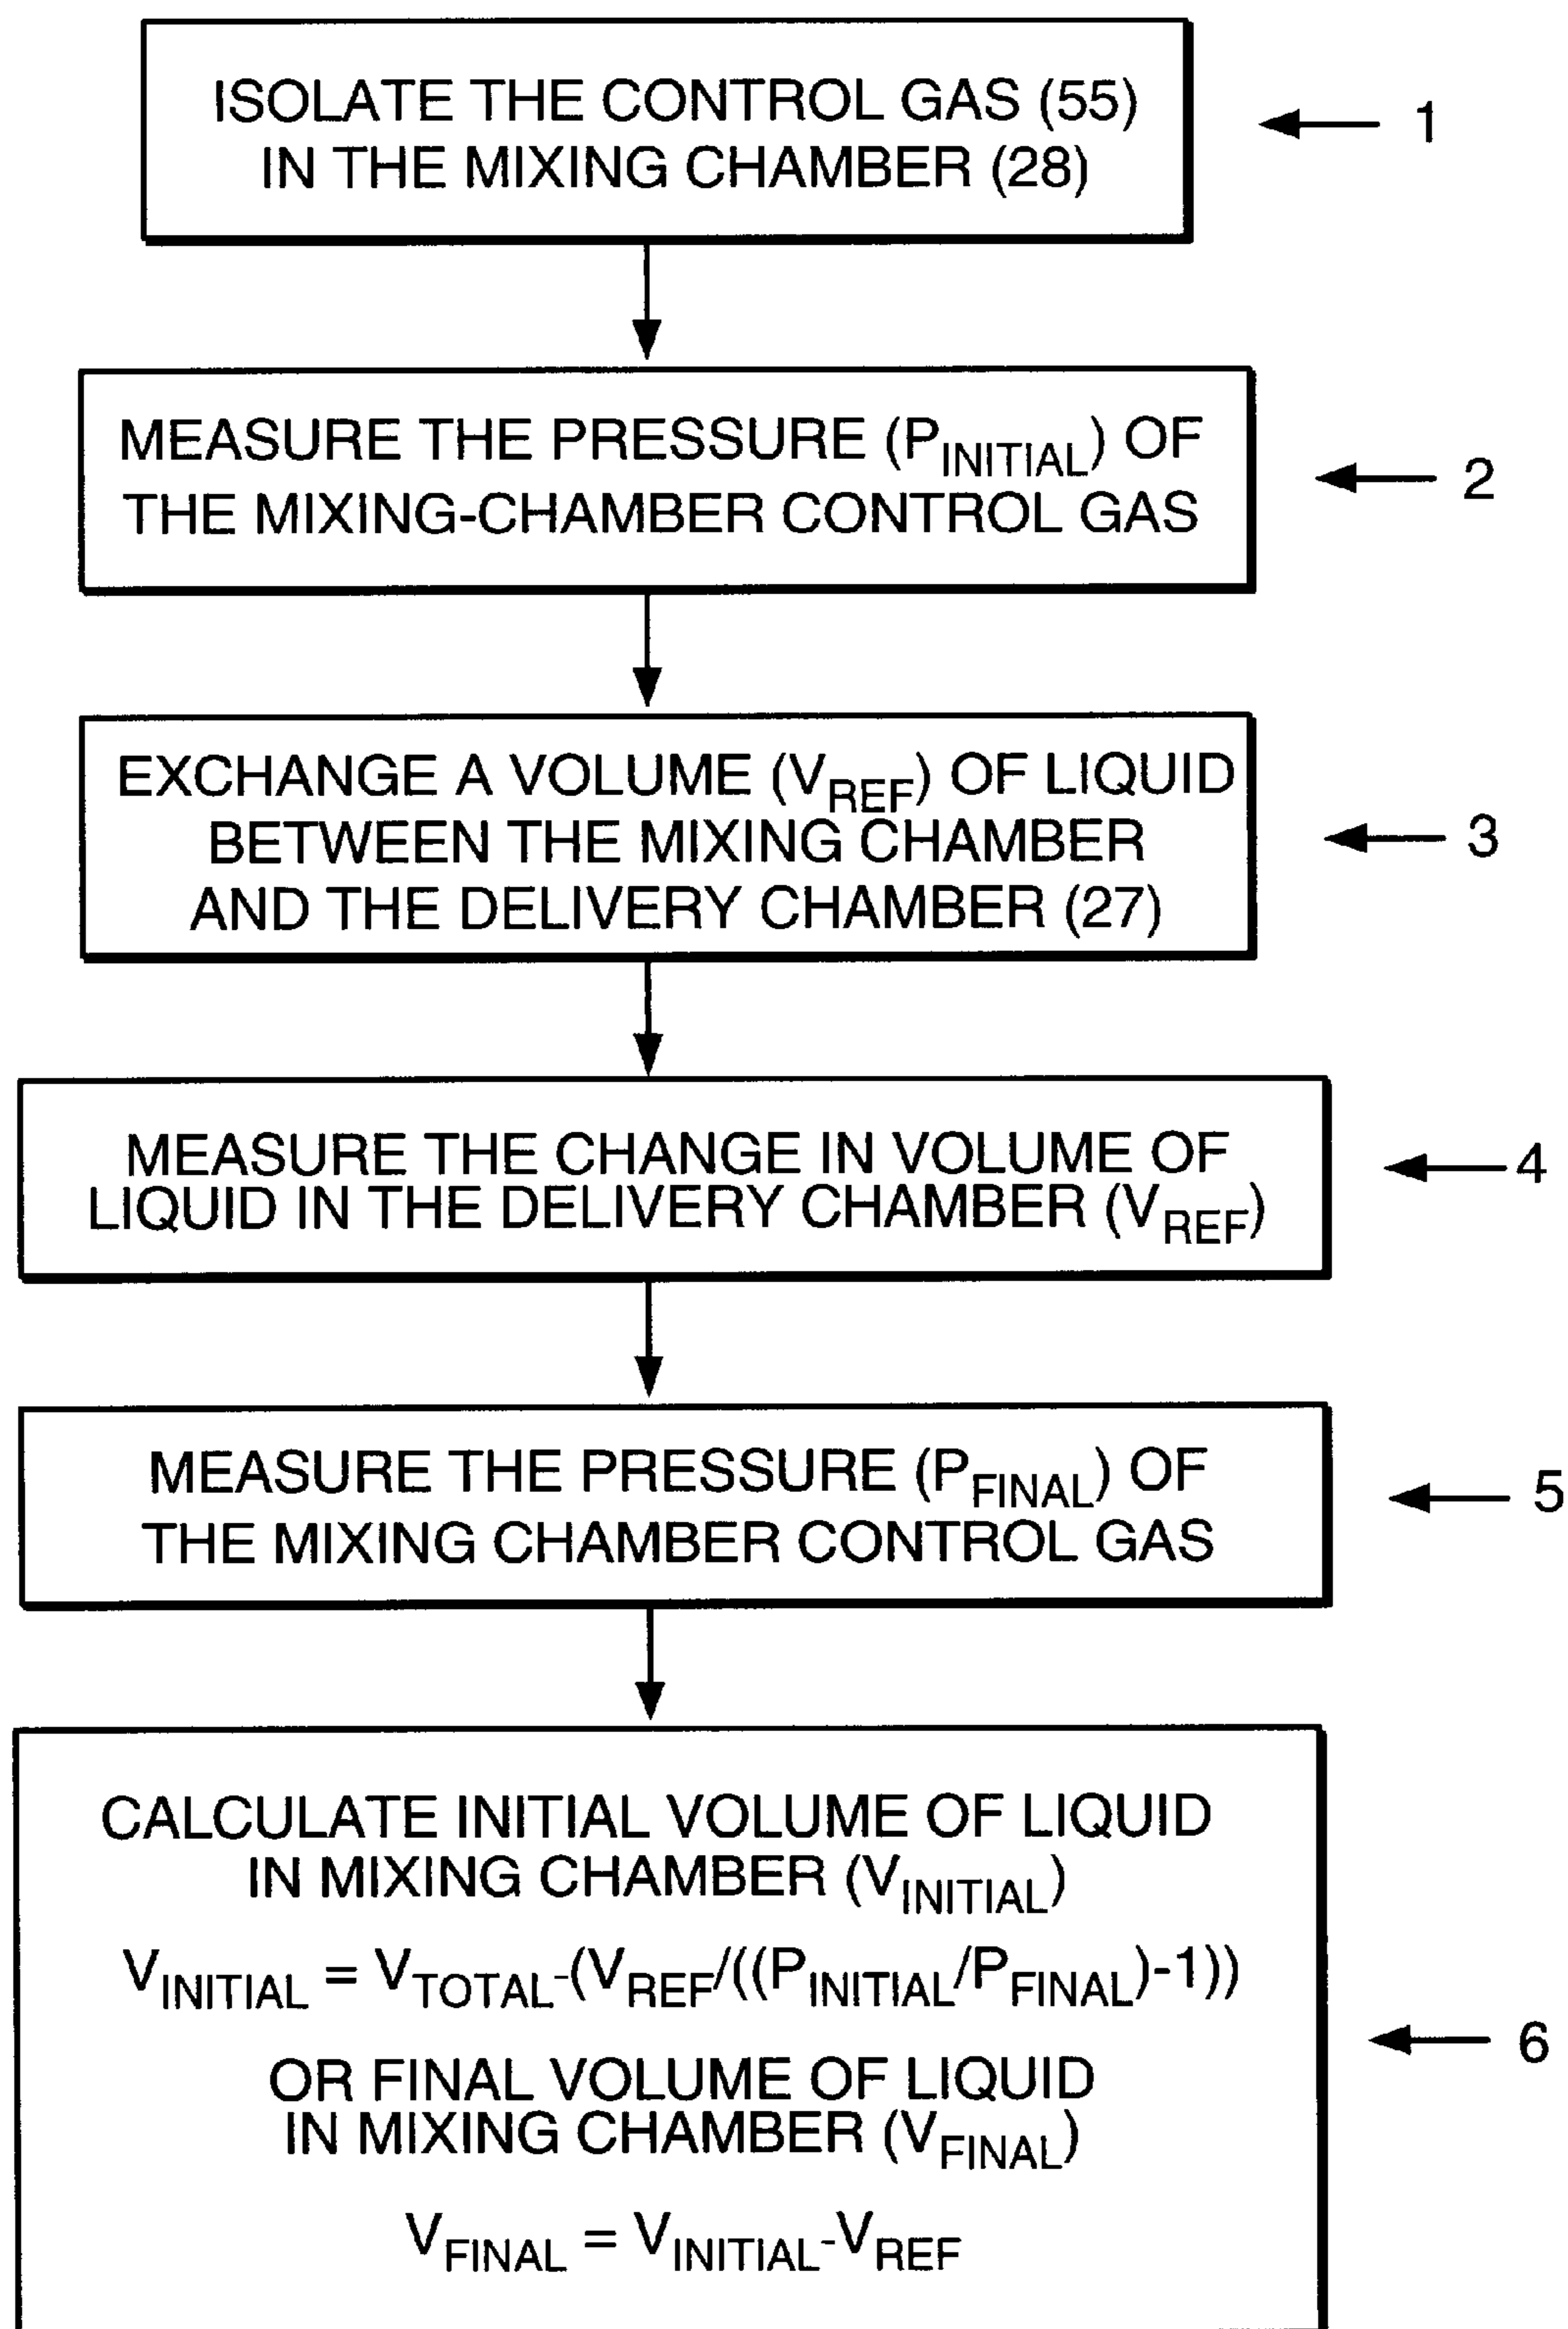 ISOLATE THE CONTROL GAS (55)
IN THE MIXING CHAMBER (28)
1
MEASURE THE PRESSURE (PINITIAL) OF
THE MIXING-CHAMBER CONTROL GAS
2
EXCHANGE A VOLUME (VREF) OF LIQUID
BETWEEN THE MIXING CHAMBER
AND THE DELIVERY CHAMBER (27)
3
MEASURE THE CHANGE IN VOLUME OF
LIQUID IN THE DELIVERY CHAMBER (VREF)
4
MEASURE THE PRESSURE (PFINAL) OF
THE MIXING CHAMBER CONTROL GAS
5
CALCULATE INITIAL VOLUME OF LIQUID
IN MIXING CHAMBER (VINITIAL)
VINITIAL = VTOTAL-(VREF/((PINITIAL/PFINAL)-1))
OR FINAL VOLUME OF LIQUID
IN MIXING CHAMBER (VFINAL)
VFINAL = VINITIAL-VREF
6